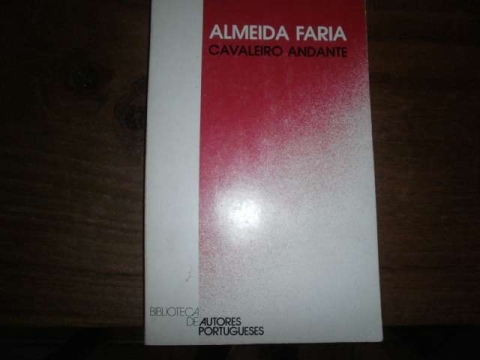 ALMEIDA FARIA
CAVALEIRO ANDANTE
BIBLIOTECA
DE AUTORES
PORTUGUESES